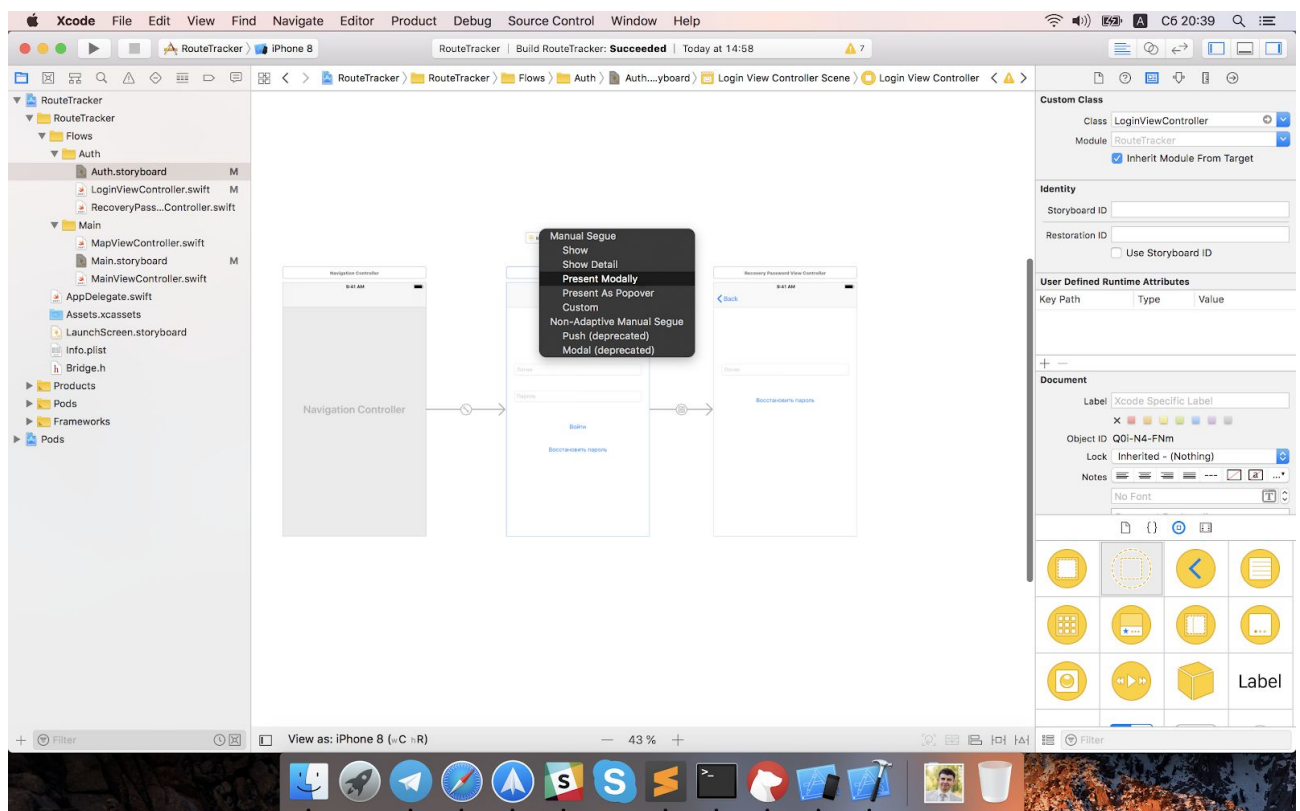 Xcode File Edit View Find Navigate Editor Product Debug Source Control Window Help
A Сб 20:39
RouteTracker iPhone 8
RouteTracker | Build RouteTracker: Succeeded | Today at 14:58
7
RouteTracker RouteTracker Flows Auth Auth....yboard Login View Controller Scene Login View Controller
RouteTracker
RouteTracker
Flows
Auth
Auth.storyboard M
LoginViewController.swift M
RecoveryPass...Controller.swift
Main
MapViewController.swift
Main.storyboard M
MainViewController.swift
AppDelegate.swift
Assets.xcassets
LaunchScreen.storyboard
Info.plist
h Bridge.h
Products
Pods
Frameworks
Pods
Filter
Manual Segue
Show
Show Detail
Present Modally
Present As Popover
Custom
Non-Adaptive Manual Segue
Push (deprecated)
Modal (deprecated)
Navigation Controller
9:41 AM
Navigation Controller
Логин
Пароль
Войти
Восстановить пароль
Recovery Password View Controller
9:41 AM
Back
Логин
Восстановить пароль
View as: iPhone 8 (wC hR)
— 43 % +
Custom Class
Class LoginViewController
Module RouteTracker
Inherit Module From Target
Identity
Storyboard ID
Restoration ID
Use Storyboard ID
User Defined Runtime Attributes
Key Path Type Value
+ —
Document
Label Xcode Specific Label
Object ID Q0i-N4-FNm
Lock Inherited - (Nothing)
Notes
No Font
{}
Label
Filter
S
S